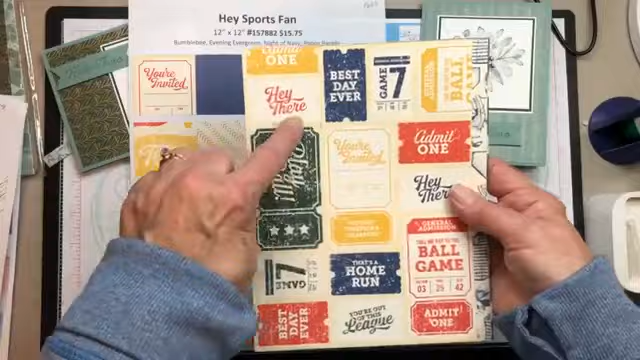 Hey Sports Fan
12" x 12" #157882 $15.75
Bumblebee, Evening Evergreen, Night of Navy, Poppy Parade
You're
Invited
Admit
ONE
BEST
DAY
EVER
GAME
7
BALL
Hey
There
Admit
ONE
You're
Invited
Hey
There
GENERAL
ADMISSION
TAKE ME OUT TO THE
BALL
GAME
THAT'S A
HOME
RUN
GAME
7
BEST
DAY
EVER
YOU'RE OUT
OF THIS
League
ADMIT
ONE